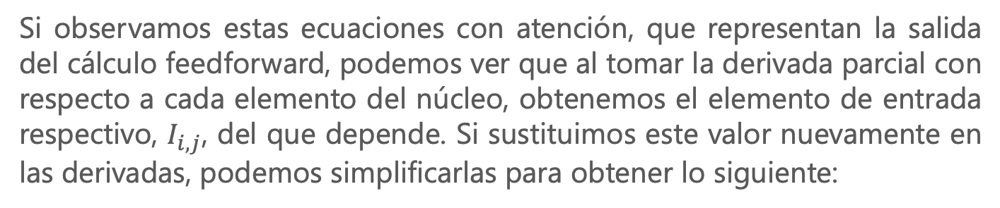 Si observamos estas ecuaciones con atención, que representan la salida
del cálculo feedforward, podemos ver que al tomar la derivada parcial con
respecto a cada elemento del núcleo, obtenemos el elemento de entrada
respectivo, I_{i,j}, del que depende. Si sustituimos este valor nuevamente en
las derivadas, podemos simplificarlas para obtener lo siguiente: